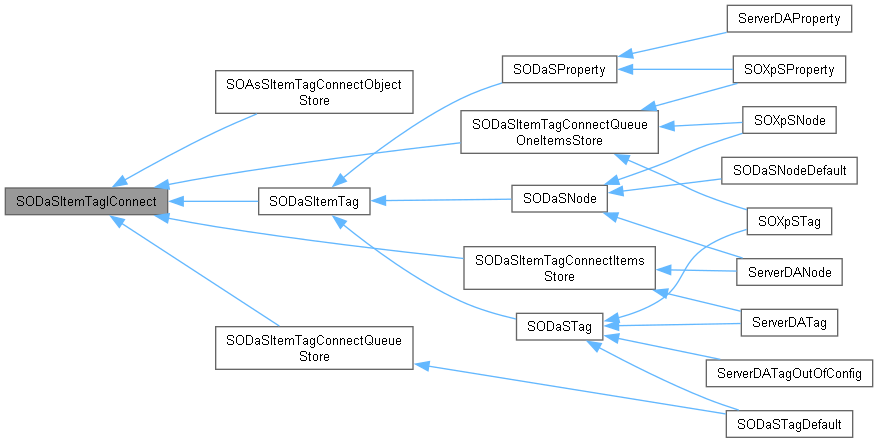 SODaSItemTagIConnect
SOAsSItemTagConnectObject
Store
SODaSItemTagConnectQueue
OneItemsStore
SODaSItemTag
SODaSItemTagConnectItems
Store
SODaSItemTagConnectQueue
Store
SODaSProperty
SODaSNode
SODaSTag
ServerDAProperty
SOXpSProperty
SOXpSNode
SODaSNodeDefault
SOXpSTag
ServerDANode
ServerDATag
ServerDATagOutOfConfig
SODaSTagDefault